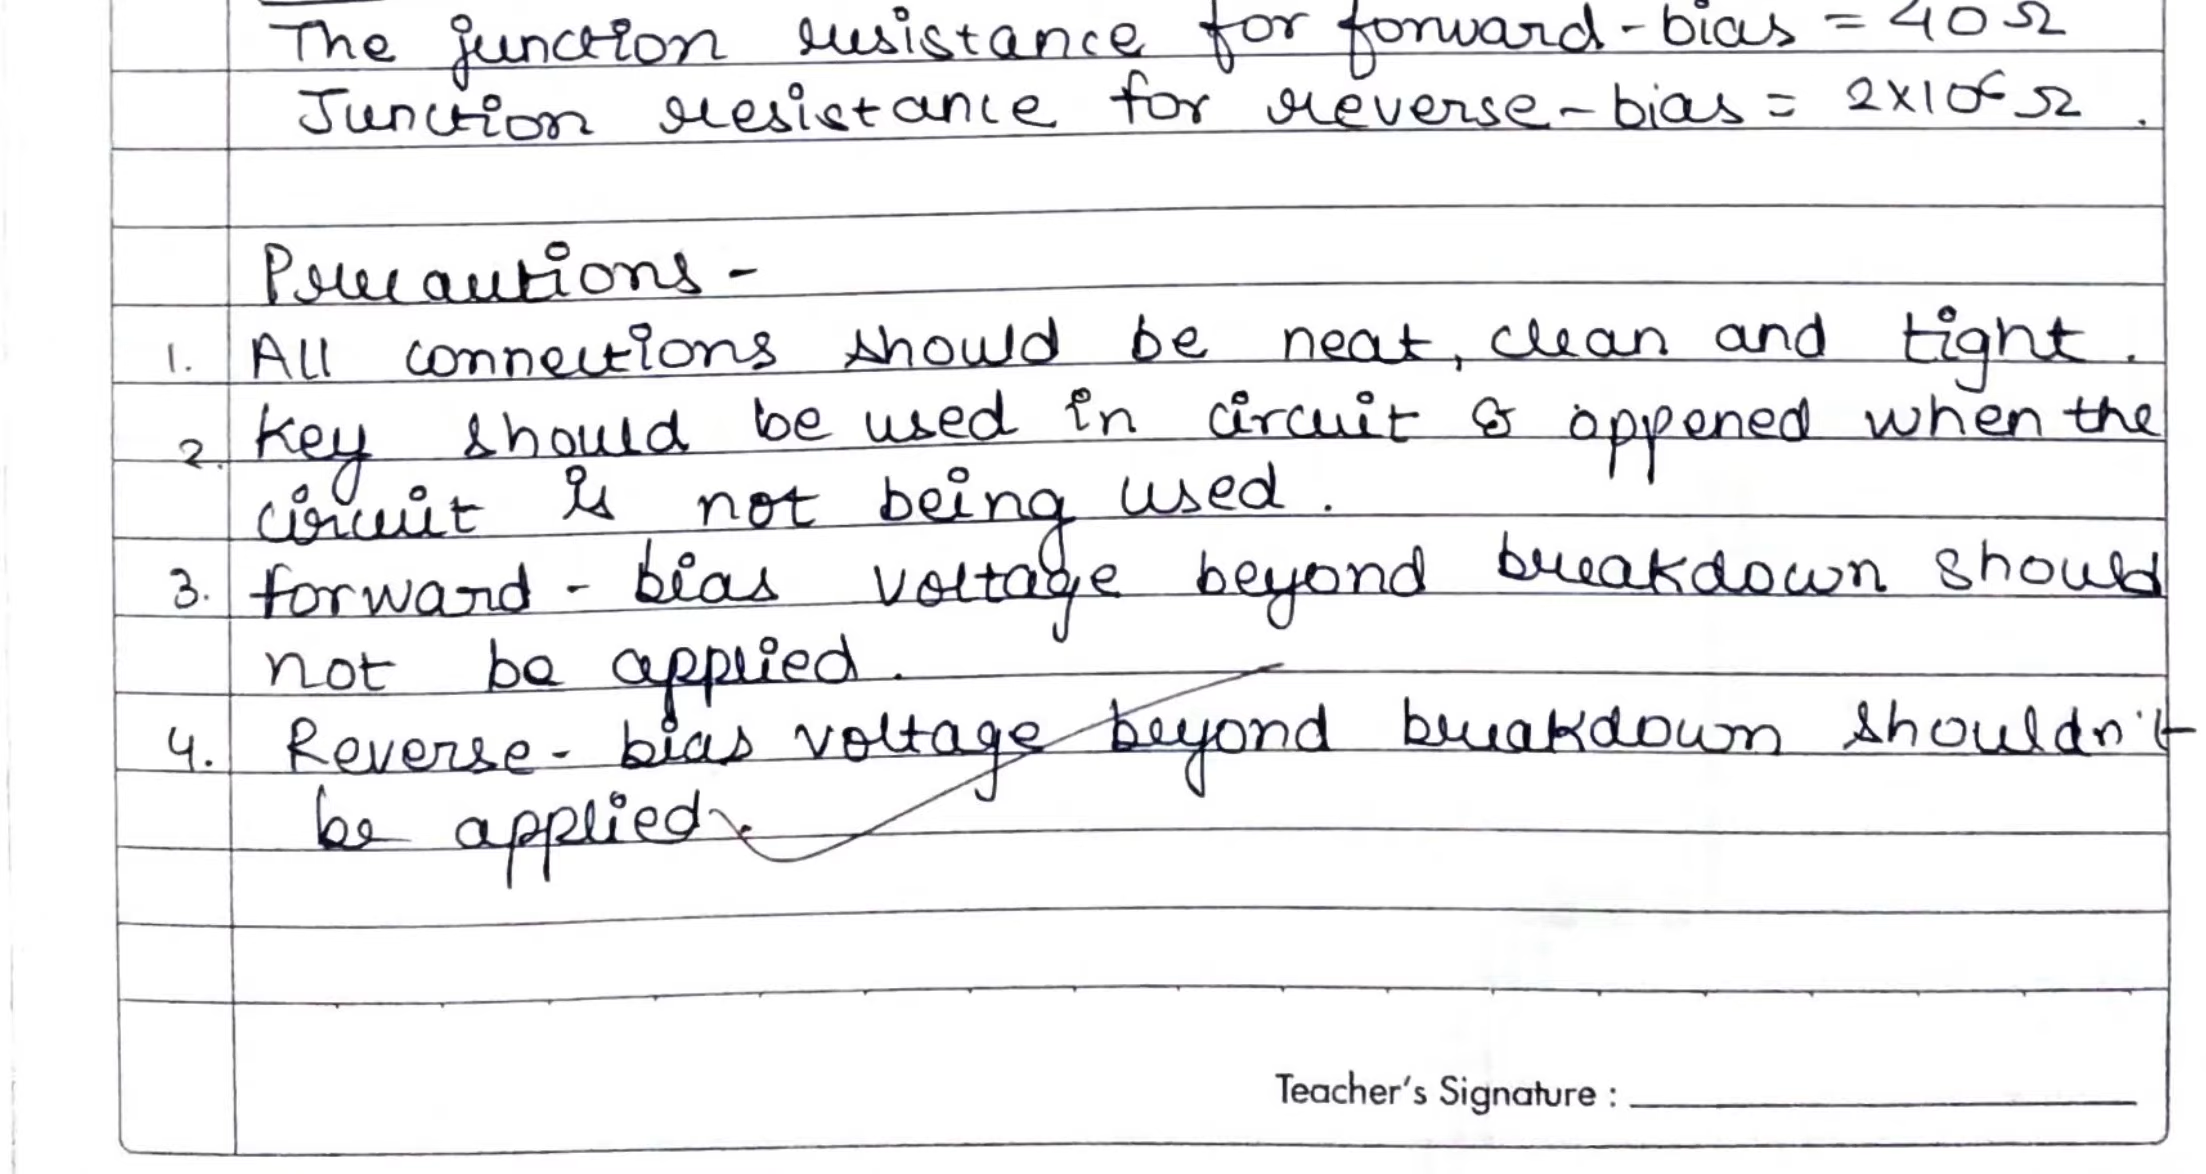 The junction resistance for forward-bias = 40 Ω
Junction resistance for reverse-bias = 2x10⁶ Ω .
Precautions -
1. All connections should be neat, clean and tight .
2. Key should be used in circuit & oppened when the
circuit is not being used .
3. forward - bias voltage beyond breakdown should
not be applied .
4. Reverse - bias voltage beyond breakdown shouldn't
be applied .
Teacher's Signature :